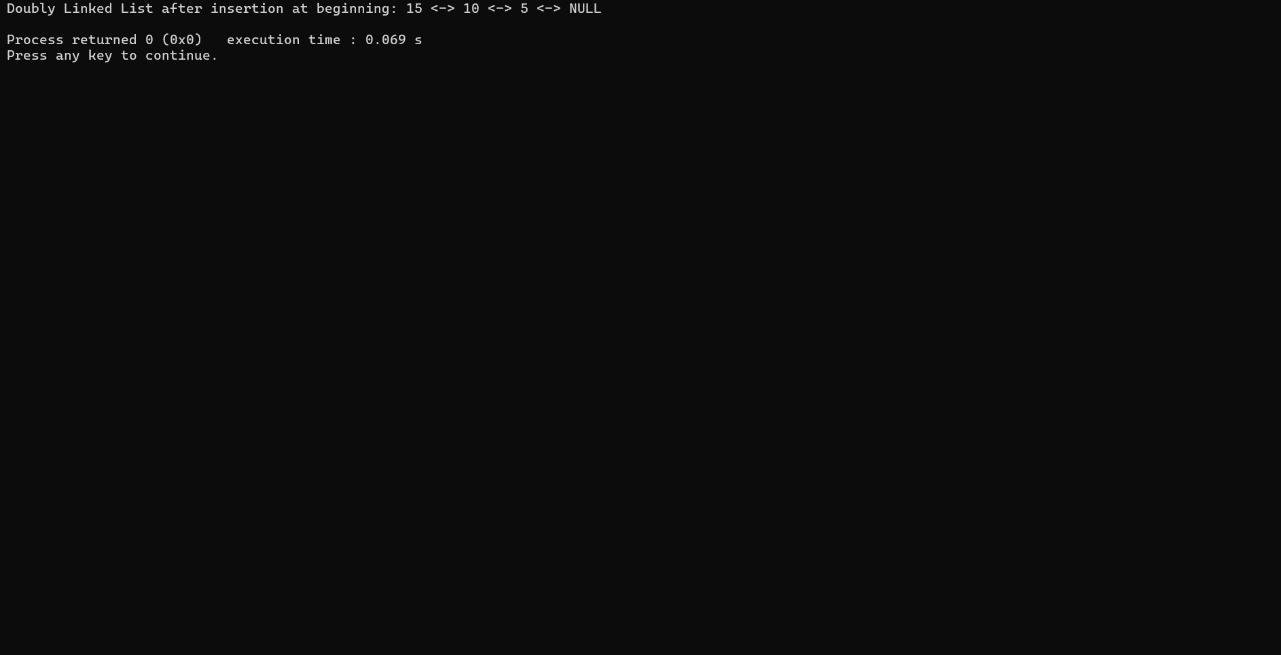 Doubly Linked List after insertion at beginning: 15 <-> 10 <-> 5 <-> NULL
Process returned 0 (0x0)   execution time : 0.069 s
Press any key to continue.